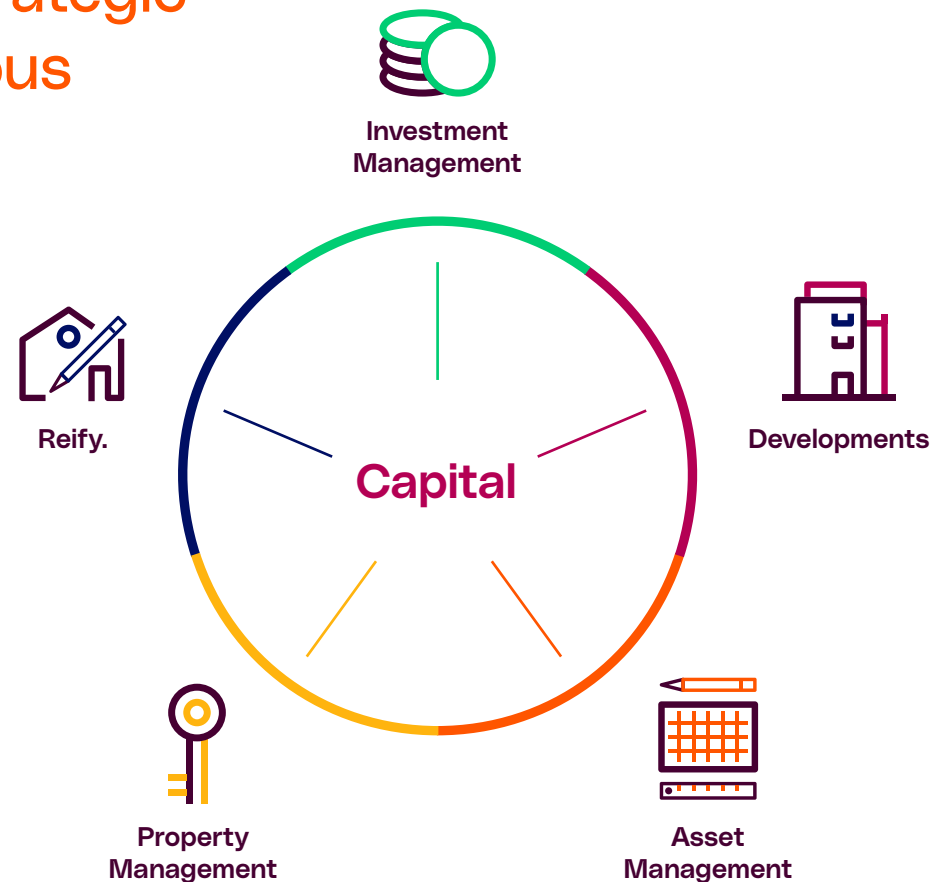 Investment
Management
Reify.
Developments
Capital
Property
Management
Asset
Management